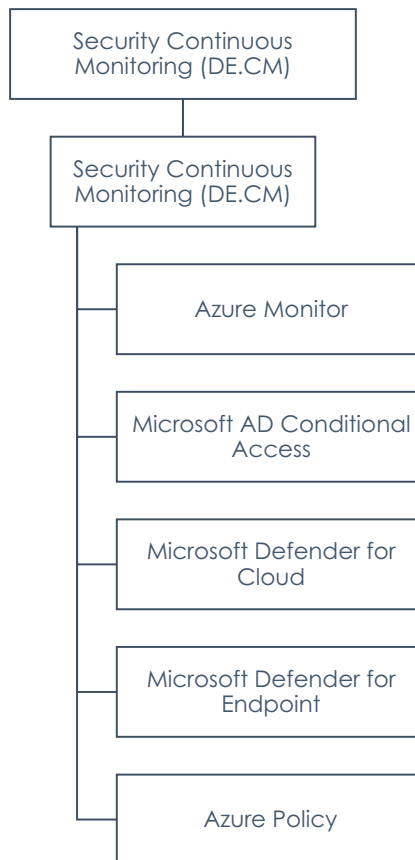 Security Continuous
Monitoring (DE.CM)
Security Continuous
Monitoring (DE.CM)
Azure Monitor
Microsoft AD Conditional
Access
Microsoft Defender for
Cloud
Microsoft Defender for
Endpoint
Azure Policy